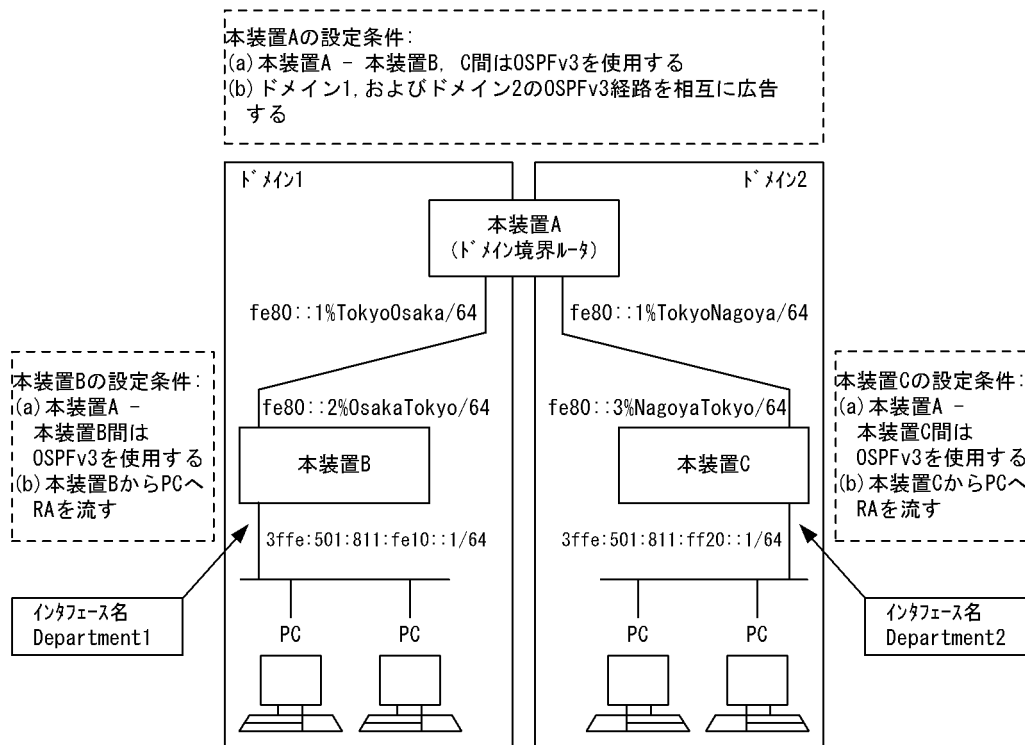 本装置Aの設定条件:
(a)本装置A － 本装置B, C間はOSPFv3を使用する
(b)ドメイン1,およびドメイン2のOSPFv3経路を相互に広告
する
ドメイン1
ドメイン2
本装置A
(ドメイン境界ルータ)
fe80::1%TokyoOsaka/64
fe80::1%TokyoNagoya/64
本装置Bの設定条件:
(a)本装置A －
本装置B間は
OSPFv3を使用する
(b)本装置BからPCへ
RAを流す
fe80::2%OsakaTokyo/64
fe80::3%NagoyaTokyo/64
本装置Cの設定条件:
(a)本装置A －
本装置C間は
OSPFv3を使用する
(b)本装置CからPCへ
RAを流す
本装置B
本装置C
3ffe:501:811:fe10::1/64
3ffe:501:811:ff20::1/64
インタフェース名
Department1
PC
PC
PC
PC
インタフェース名
Department2